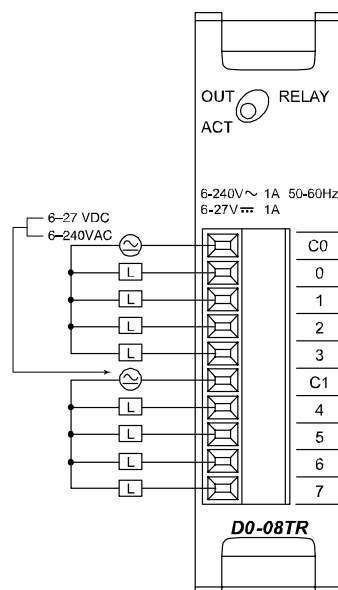 OUT RELAY
ACT
6-240V∼ 1A 50-60Hz
6-27V⎓ 1A
6–27 VDC
6–240VAC
C0
L 0
L 1
L 2
L 3
C1
L 4
L 5
L 6
L 7
D0-08TR